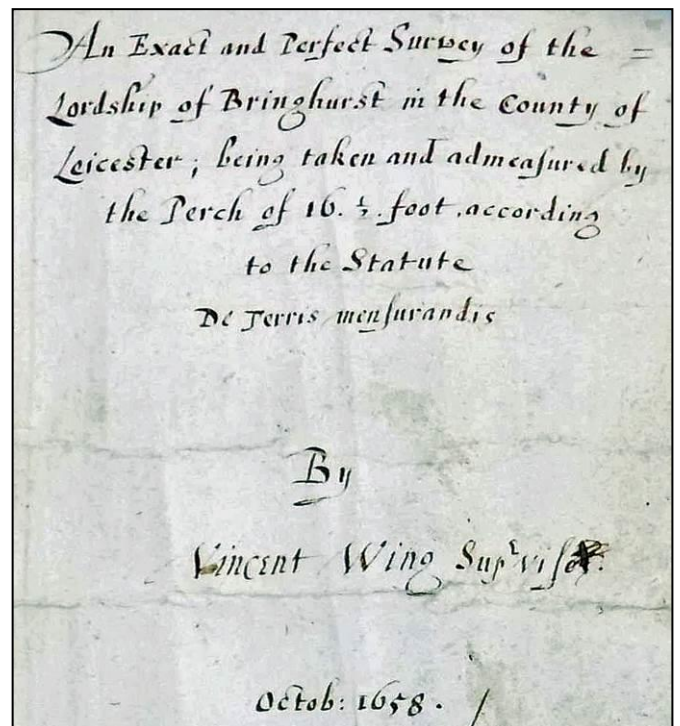 An Exact and Perfect Survey of the =
Lordship of Bringhurst in the County of
Leicester; being taken and admeaſured by
the Perch of 16. ½. foot, according
to the Statute
De Terris menſurandis
By
Vincent Wing Supʳviſor.
Octob: 1658.